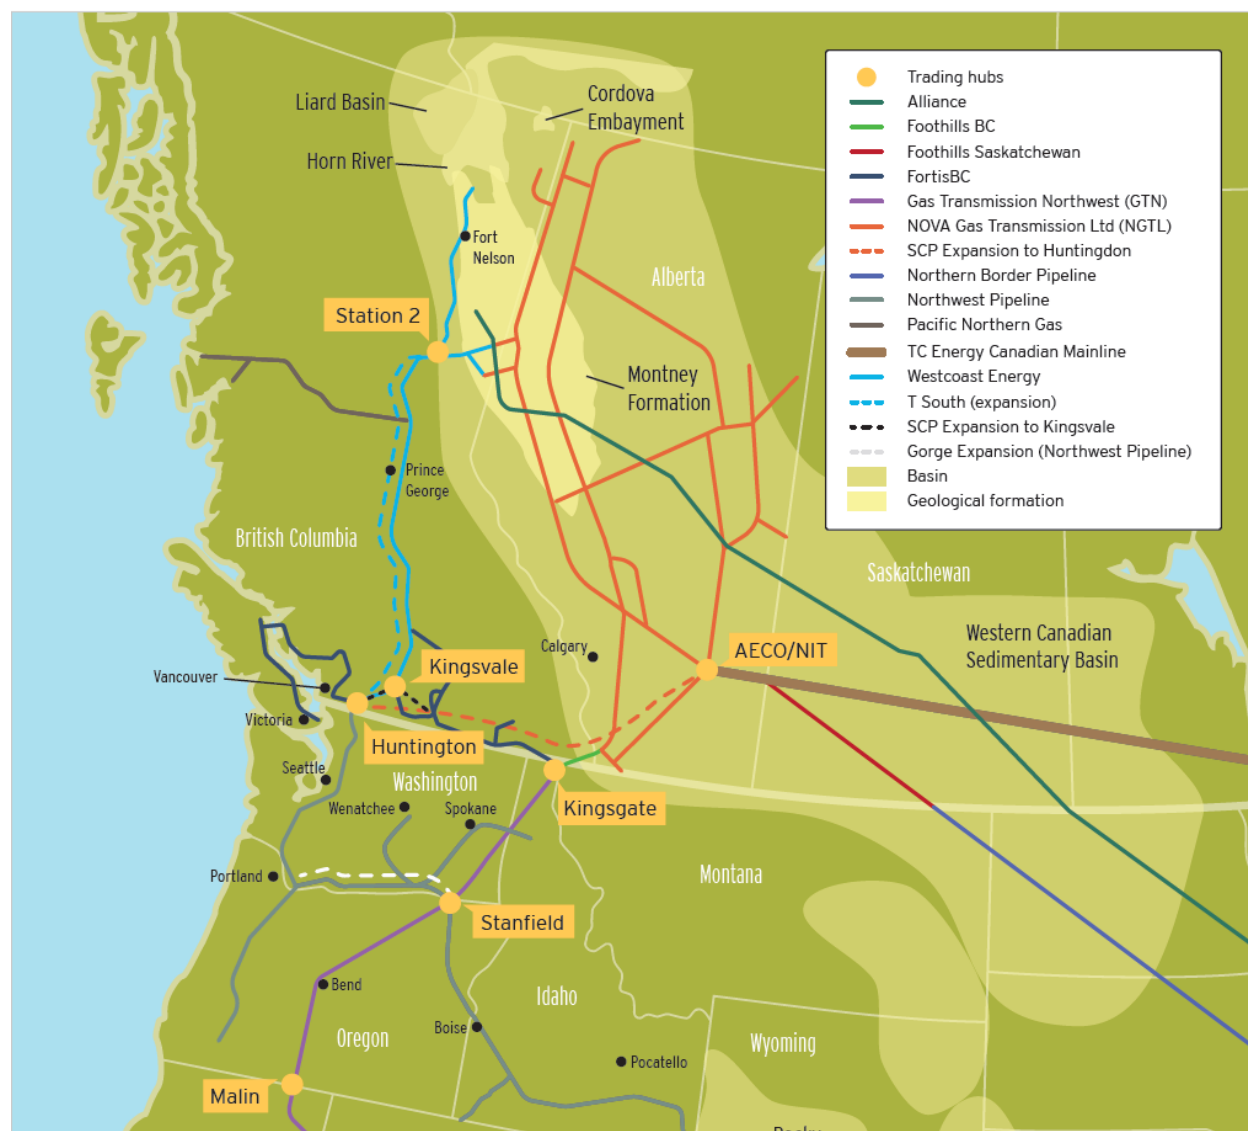 Liard Basin
Cordova
Embayment
Horn River
Fort
Nelson
Alberta
Station 2
Montney
Formation
Prince
George
British Columbia
Saskatchewan
Western Canadian
Sedimentary Basin
Calgary
AECO/NIT
Kingsvale
Vancouver
Victoria
Huntington
Seattle
Washington
Wenatchee
Spokane
Kingsgate
Portland
Montana
Stanfield
Bend
Idaho
Boise
Oregon
Wyoming
Pocatello
Malin
Rocky
Trading hubs
Alliance
Foothills BC
Foothills Saskatchewan
FortisBC
Gas Transmission Northwest (GTN)
NOVA Gas Transmission Ltd (NGTL)
SCP Expansion to Huntingdon
Northern Border Pipeline
Northwest Pipeline
Pacific Northern Gas
TC Energy Canadian Mainline
Westcoast Energy
T South (expansion)
SCP Expansion to Kingsvale
Gorge Expansion (Northwest Pipeline)
Basin
Geological formation